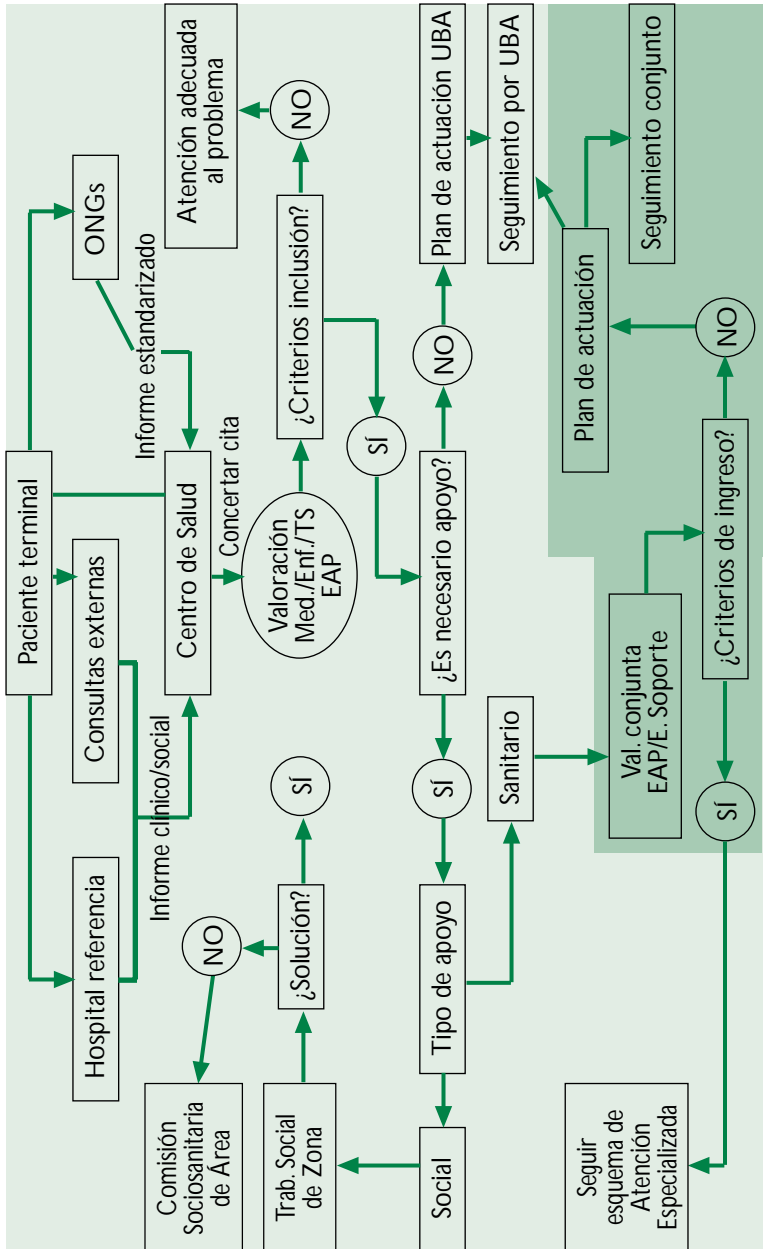 Paciente terminal
Hospital referencia
Consultas externas
ONGs
Informe clínico/social
Informe estandarizado
Centro de Salud
Concertar cita
Valoración
Med./Enf./TS
EAP
¿Criterios inclusión?
NO
Atención adecuada
al problema
SÍ
Comisión
Sociosanitaria
de Área
NO
Trab. Social
de Zona
¿Solución?
SÍ
Social
Tipo de apoyo
SÍ
¿Es necesario apoyo?
NO
Plan de actuación UBA
Seguimiento por UBA
Sanitario
Val. conjunta
EAP/E. Soporte
Plan de actuación
Seguimiento conjunto
Seguir
esquema de
Atención
Especializada
SÍ
¿Criterios de ingreso?
NO